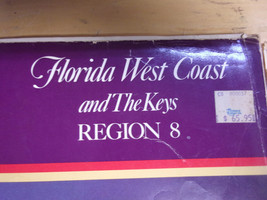 Florida West Coast
and The Keys
REGION 8
$ 65.95